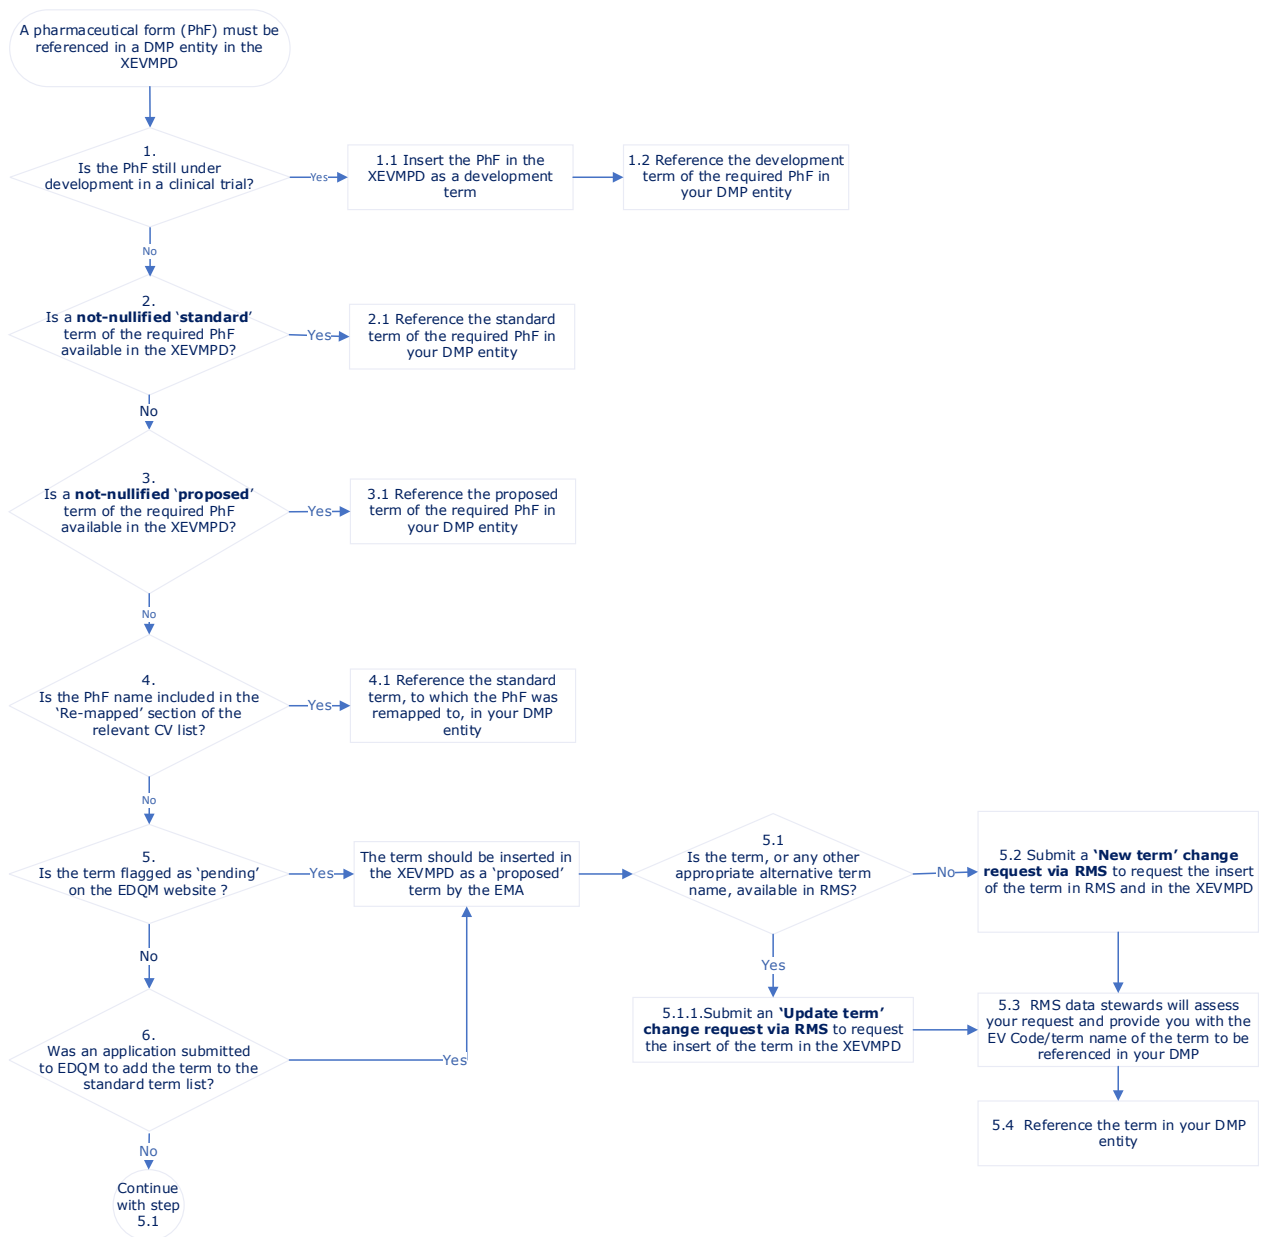 A pharmaceutical form (PhF) must be
referenced in a DMP entity in the
XEVMPD
1.
Is the PhF still under
development in a clinical trial?
Yes
1.1 Insert the PhF in the
XEVMPD as a development
term
1.2 Reference the development
term of the required PhF in
your DMP entity
No
2.
Is a not-nullified ‘standard’
term of the required PhF
available in the XEVMPD?
Yes
2.1 Reference the standard
term of the required PhF in
your DMP entity
No
3.
Is a not-nullified ‘proposed’
term of the required PhF
available in the XEVMPD?
Yes
3.1 Reference the proposed
term of the required PhF in
your DMP entity
No
4.
Is the PhF name included in the
‘Re-mapped’ section of the
relevant CV list?
Yes
4.1 Reference the standard
term, to which the PhF was
remapped to, in your DMP
entity
No
5.
Is the term flagged as ‘pending’
on the EDQM website ?
Yes
The term should be inserted in
the XEVMPD as a ‘proposed’
term by the EMA
5.1
Is the term, or any other
appropriate alternative term
name, available in RMS?
No
5.2 Submit a ‘New term’ change
request via RMS to request the insert
of the term in RMS and in the XEVMPD
Yes
5.1.1.Submit an ‘Update term’
change request via RMS to request
the insert of the term in the XEVMPD
5.3  RMS data stewards will assess
your request and provide you with the
EV Code/term name of the term to be
referenced in your DMP
5.4  Reference the term in your DMP
entity
No
6.
Was an application submitted
to EDQM to add the term to the
standard term list?
Yes
No
Continue
with step
5.1